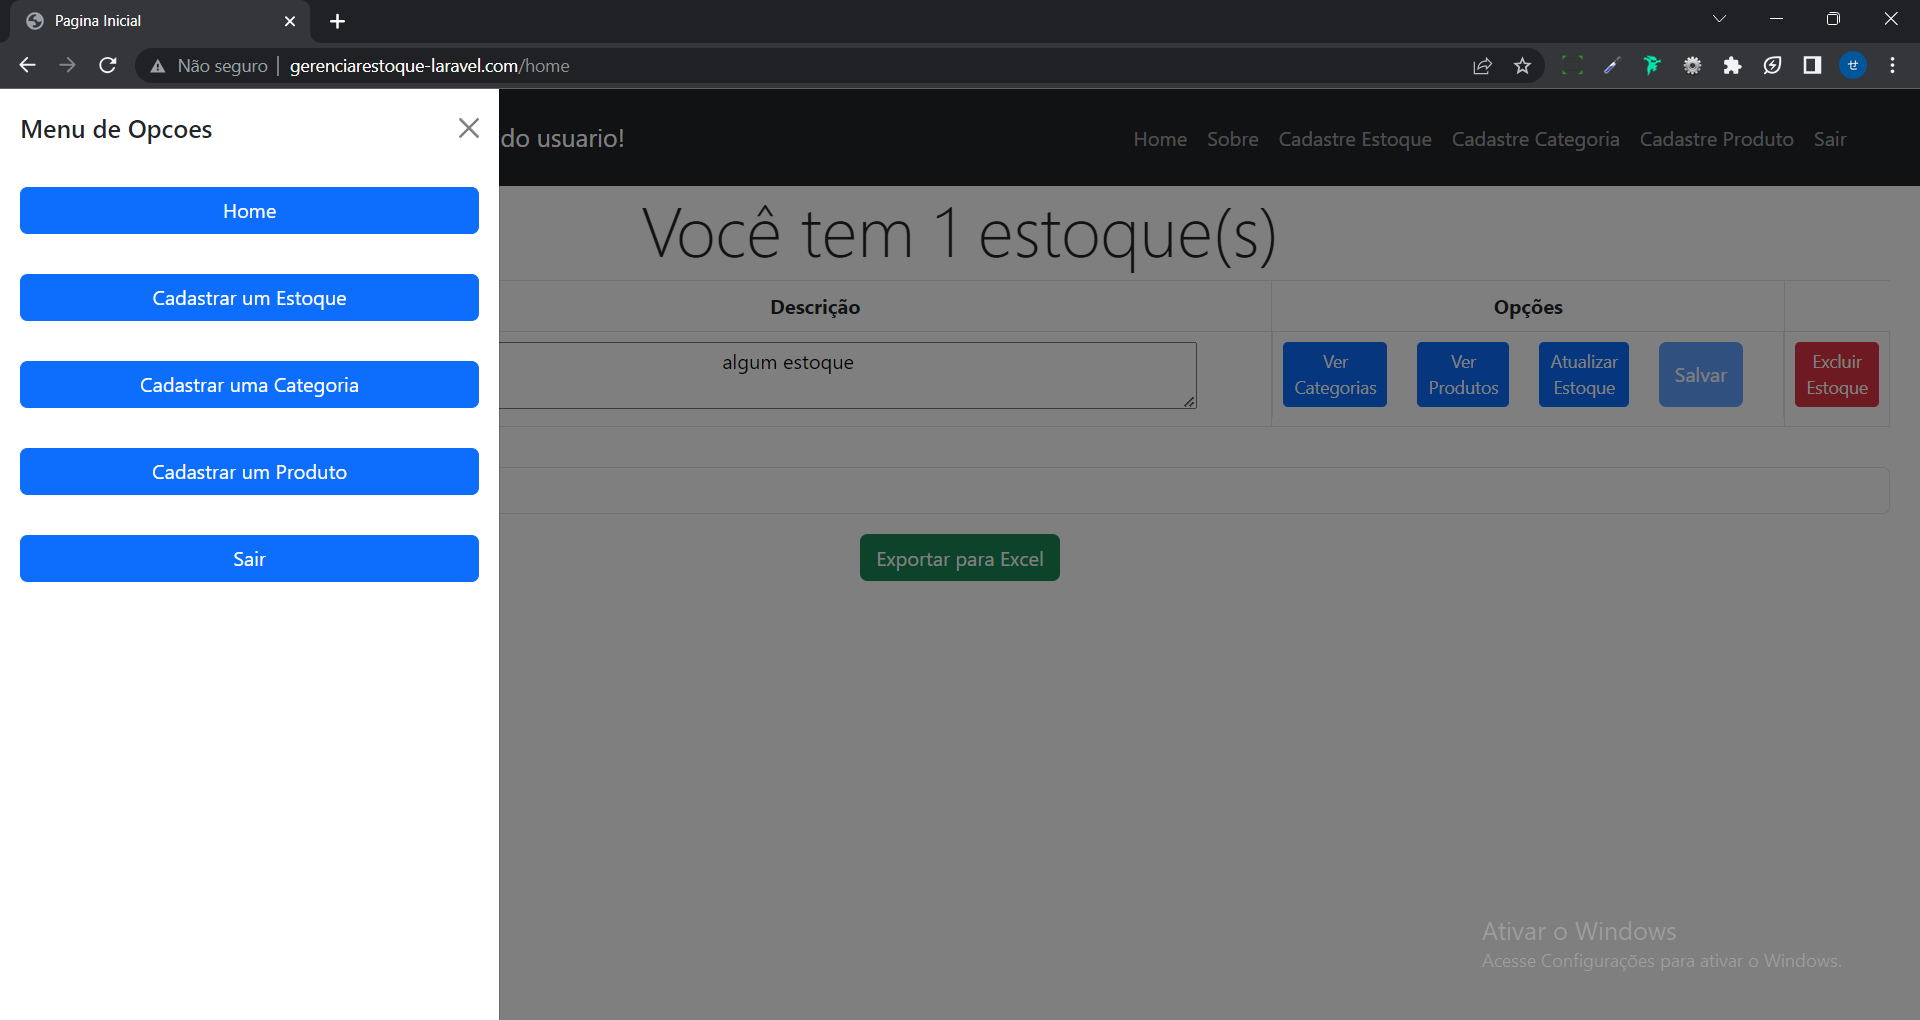 Pagina Inicial
Não seguro gerenciarestoque-laravel.com/home
Menu de Opcoes
Home
Cadastrar um Estoque
Cadastrar uma Categoria
Cadastrar um Produto
Sair
do usuario!
Home Sobre Cadastre Estoque Cadastre Categoria Cadastre Produto Sair
Você tem 1 estoque(s)
Descrição Opções
algum estoque
Ver
Categorias
Ver
Produtos
Atualizar
Estoque
Salvar
Excluir
Estoque
Exportar para Excel
Ativar o Windows
Acesse Configurações para ativar o Windows.